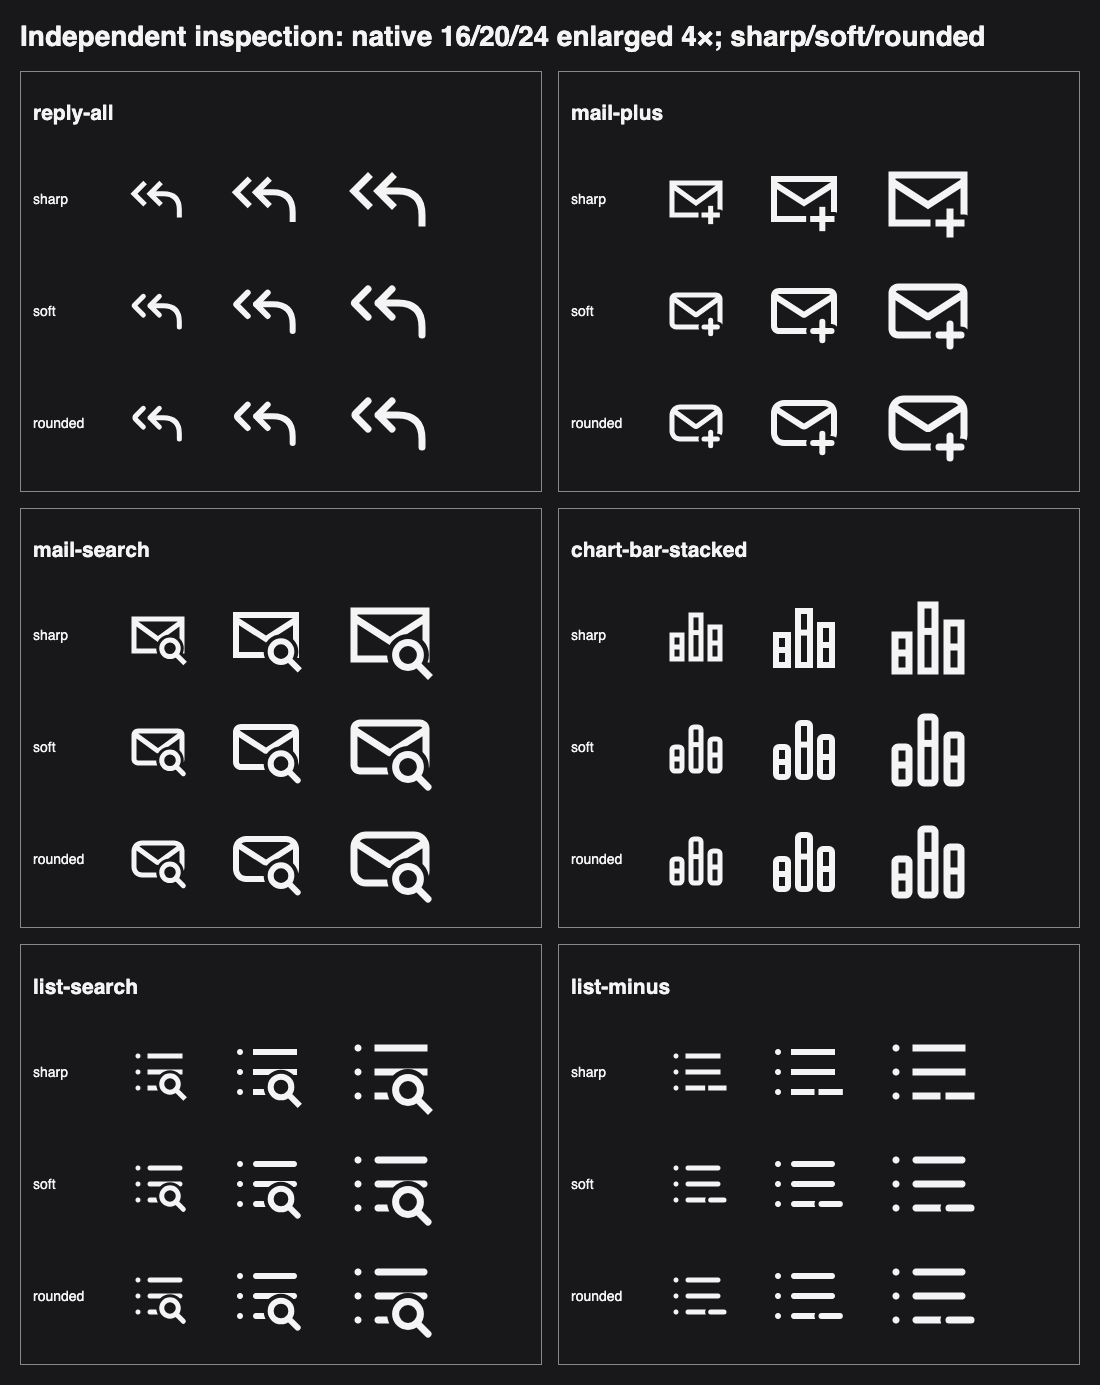 Independent inspection: native 16/20/24 enlarged 4×; sharp/soft/rounded
reply-all
sharp
soft
rounded
mail-plus
sharp
soft
rounded
mail-search
sharp
soft
rounded
chart-bar-stacked
sharp
soft
rounded
list-search
sharp
soft
rounded
list-minus
sharp
soft
rounded